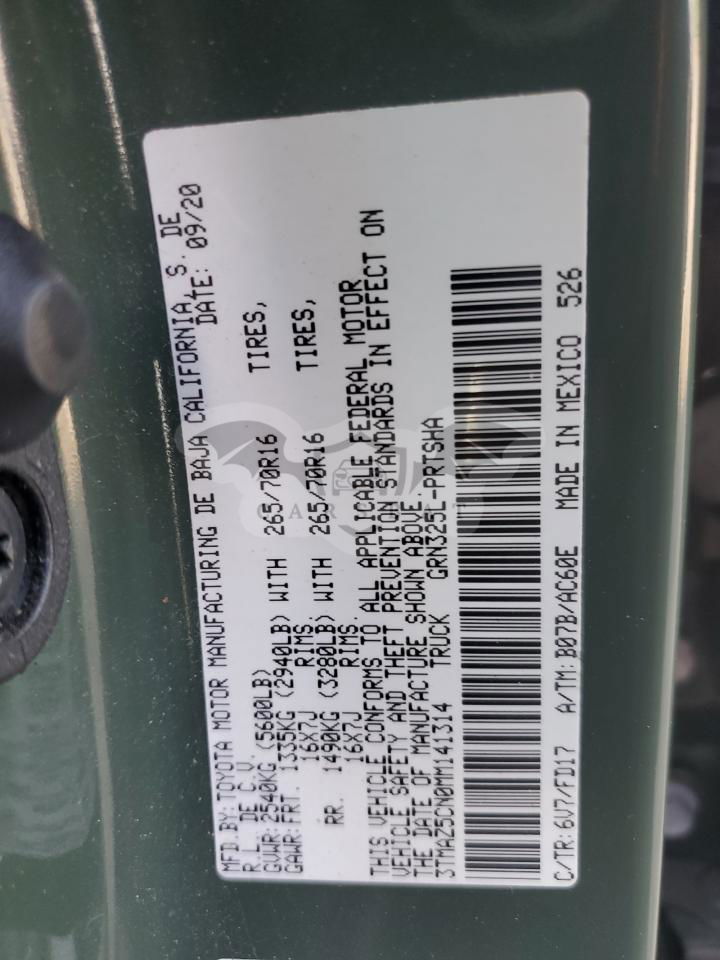 MFD.BY: TOYOTA MOTOR MANUFACTURING DE BAJA CALIFORNIA, S. DE
R.L. DE C.V. DATE: 09/20
GVWR: 2540KG (5600LB)
GAWR: FRT. 1335KG (2940LB) WITH 265/70R16 TIRES,
16X7J RIMS.
RR. 1490KG (3280LB) WITH 265/70R16 TIRES,
16X7J RIMS.
THIS VEHICLE CONFORMS TO ALL APPLICABLE FEDERAL MOTOR
VEHICLE SAFETY AND THEFT PREVENTION STANDARDS IN EFFECT ON
THE DATE OF MANUFACTURE SHOWN ABOVE.
3TMAZ5CN0MM141314 TRUCK GRN325L-PRTSHA
C/TR: 6V7/FD17 A/TM: B07B/AC60E MADE IN MEXICO 526